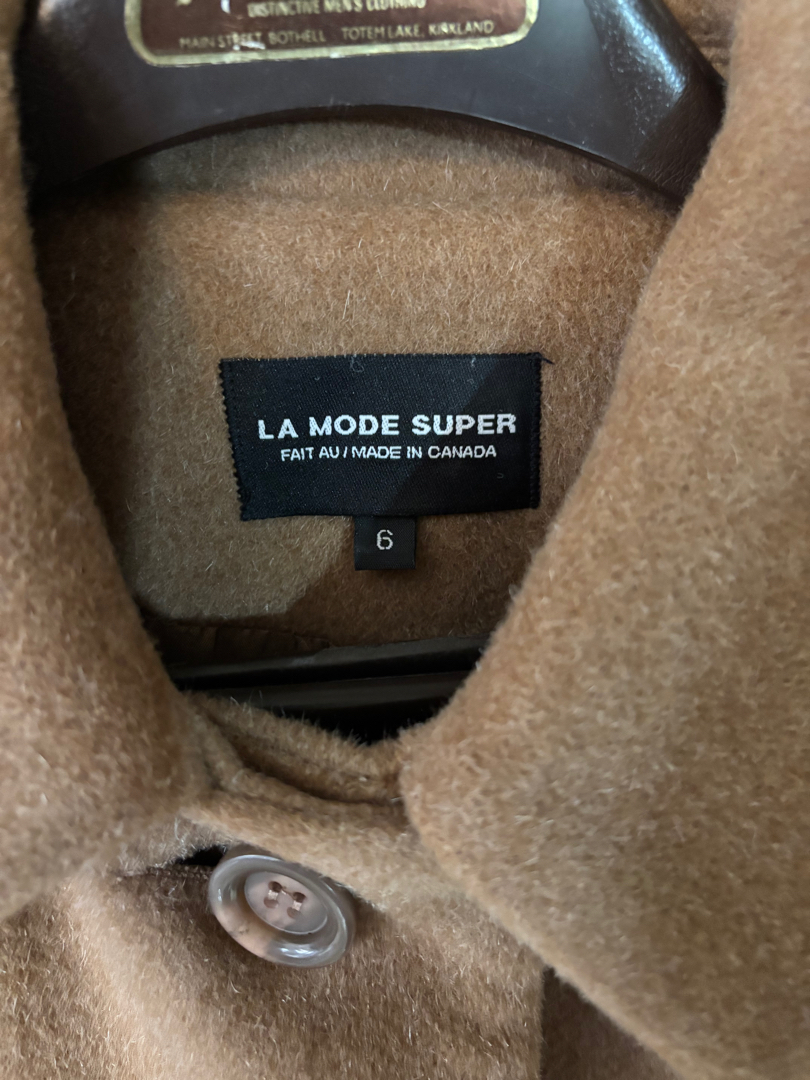 DISTINCTIVE MEN'S CLOTHING
MAIN STREET, BOTHELL TOTEM LAKE, KIRKLAND
LA MODE SUPER
FAIT AU / MADE IN CANADA
6